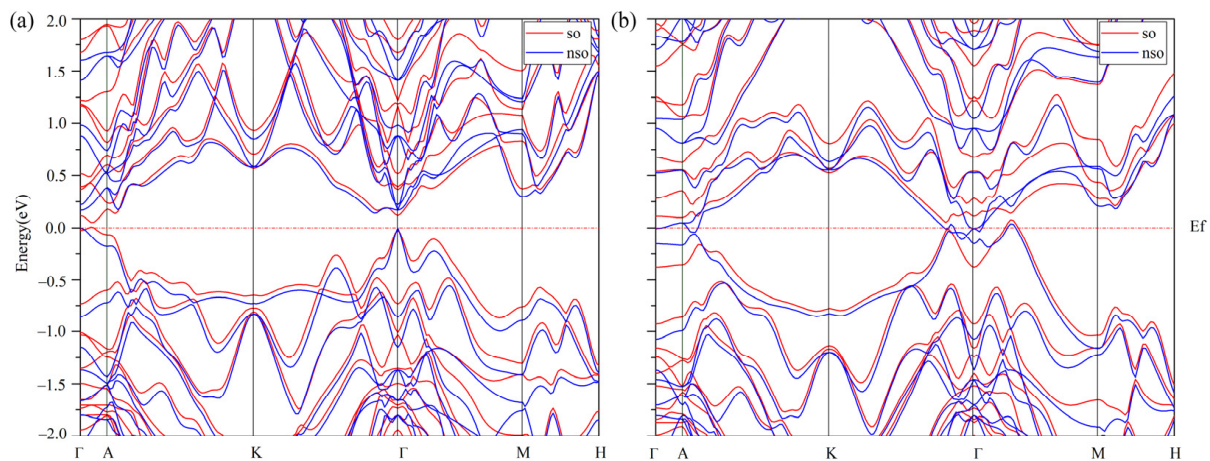 (a)
2.0
1.5
1.0
0.5
0.0
−0.5
−1.0
−1.5
−2.0
Energy(eV)
so
nso
Γ A K Γ M H
(b)
so
nso
Ef
Γ A K Γ M H